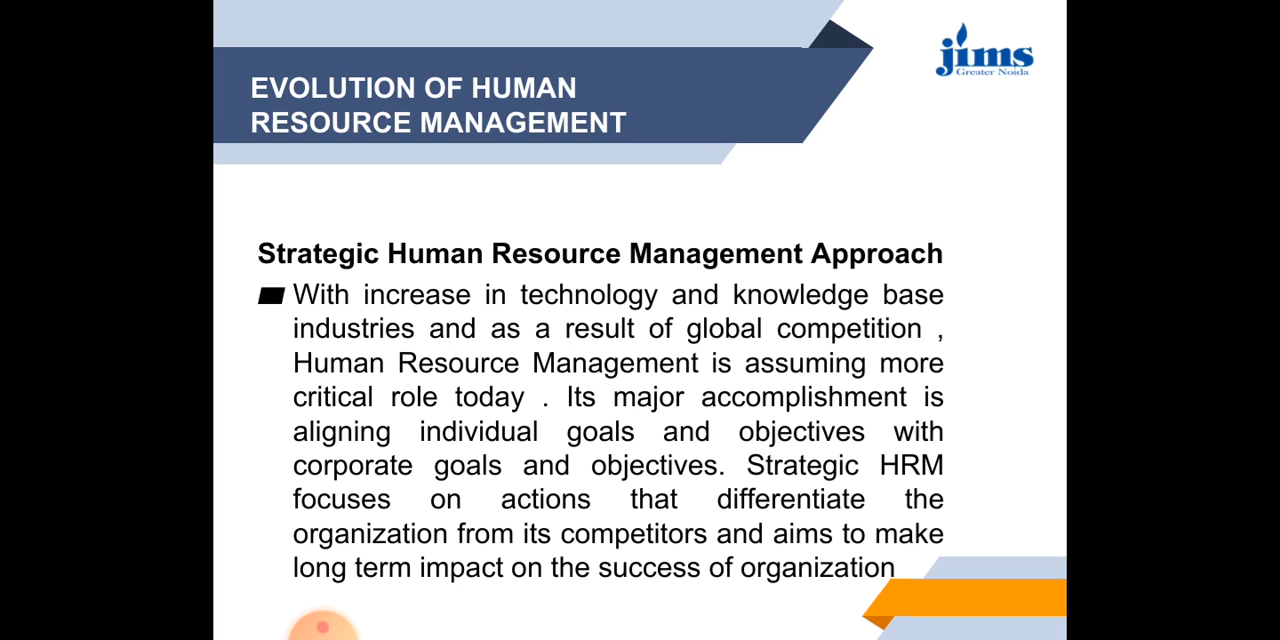 jims
Greater Noida
EVOLUTION OF HUMAN
RESOURCE MANAGEMENT
Strategic Human Resource Management Approach
With increase in technology and knowledge base
industries and as a result of global competition ,
Human Resource Management is assuming more
critical role today . Its major accomplishment is
aligning individual goals and objectives with
corporate goals and objectives. Strategic HRM
focuses on actions that differentiate the
organization from its competitors and aims to make
long term impact on the success of organization